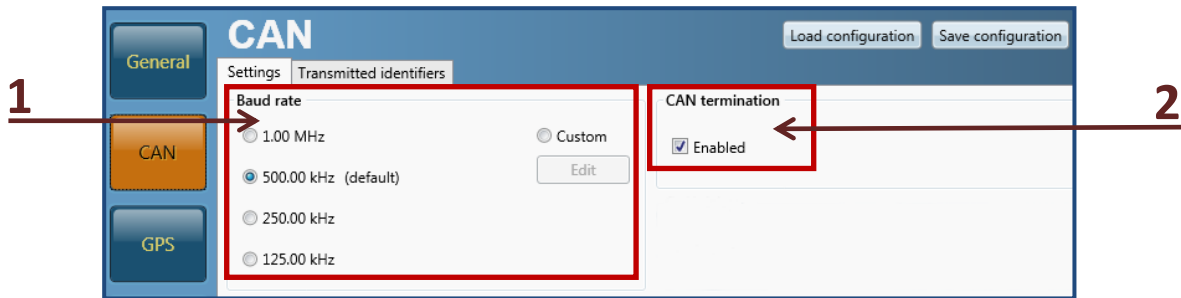 CAN
Load configuration
Save configuration
General
Settings
Transmitted identifiers
1
Baud rate
CAN termination
2
1.00 MHz
Custom
Enabled
CAN
500.00 kHz (default)
Edit
250.00 kHz
GPS
125.00 kHz